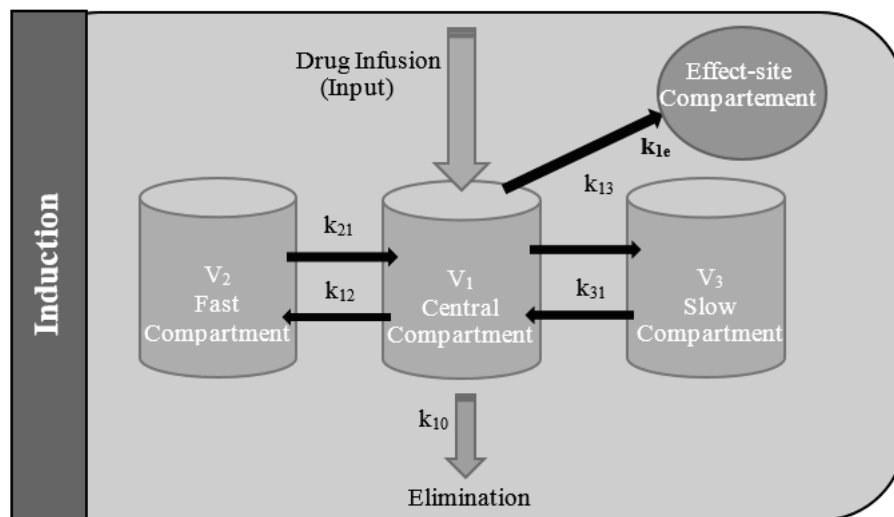 Induction
Drug Infusion
(Input)
Effect-site
Compartement
k1e
k13
k21
k12
k31
V2
Fast
Compartment
V1
Central
Compartment
V3
Slow
Compartment
k10
Elimination